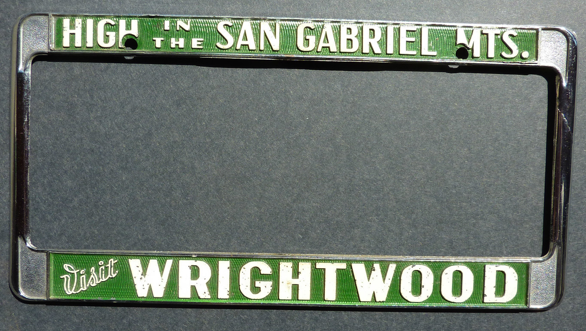 HIGH IN THE SAN GABRIEL MTS.
Visit WRIGHTWOOD